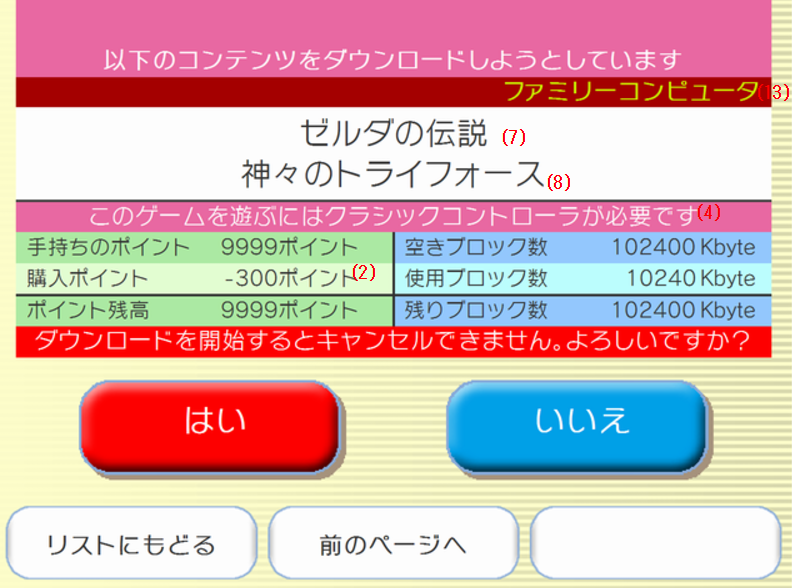 以下のコンテンツをダウンロードしようとしています
ファミリーコンピュータ(13)
ゼルダの伝説 (7)
神々のトライフォース(8)
このゲームを遊ぶにはクラシックコントローラが必要です(4)
手持ちのポイント 9999ポイント 空きブロック数 102400 Kbyte
購入ポイント -300ポイント(2) 使用ブロック数 10240 Kbyte
ポイント残高 9999ポイント 残りブロック数 102400 Kbyte
ダウンロードを開始するとキャンセルできません。よろしいですか？
はい いいえ
リストにもどる 前のページへ